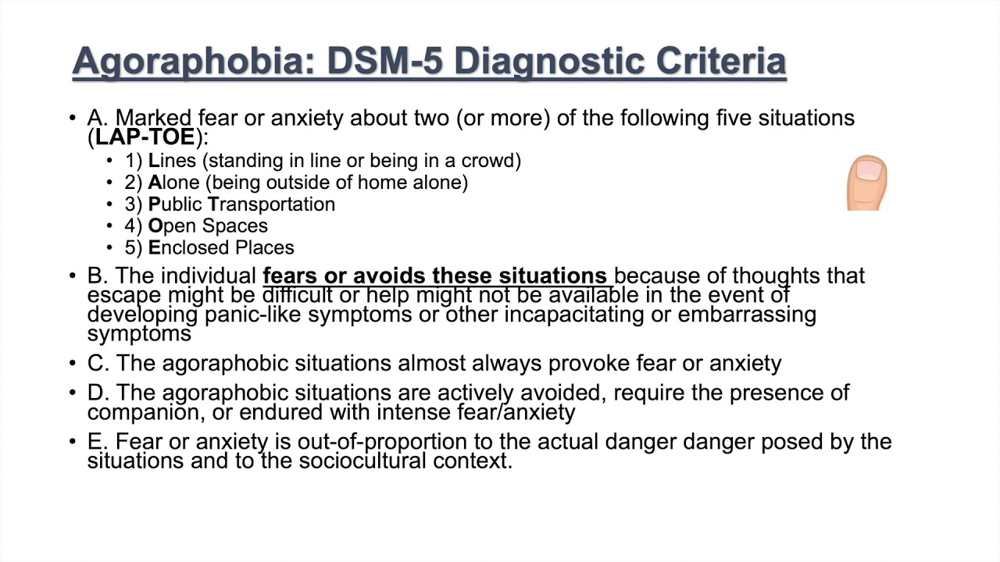 Agoraphobia: DSM-5 Diagnostic Criteria
• A. Marked fear or anxiety about two (or more) of the following five situations
(LAP-TOE):
• 1) Lines (standing in line or being in a crowd)
• 2) Alone (being outside of home alone)
• 3) Public Transportation
• 4) Open Spaces
• 5) Enclosed Places
• B. The individual fears or avoids these situations because of thoughts that
escape might be difficult or help might not be available in the event of
developing panic-like symptoms or other incapacitating or embarrassing
symptoms
• C. The agoraphobic situations almost always provoke fear or anxiety
• D. The agoraphobic situations are actively avoided, require the presence of
companion, or endured with intense fear/anxiety
• E. Fear or anxiety is out-of-proportion to the actual danger danger posed by the
situations and to the sociocultural context.